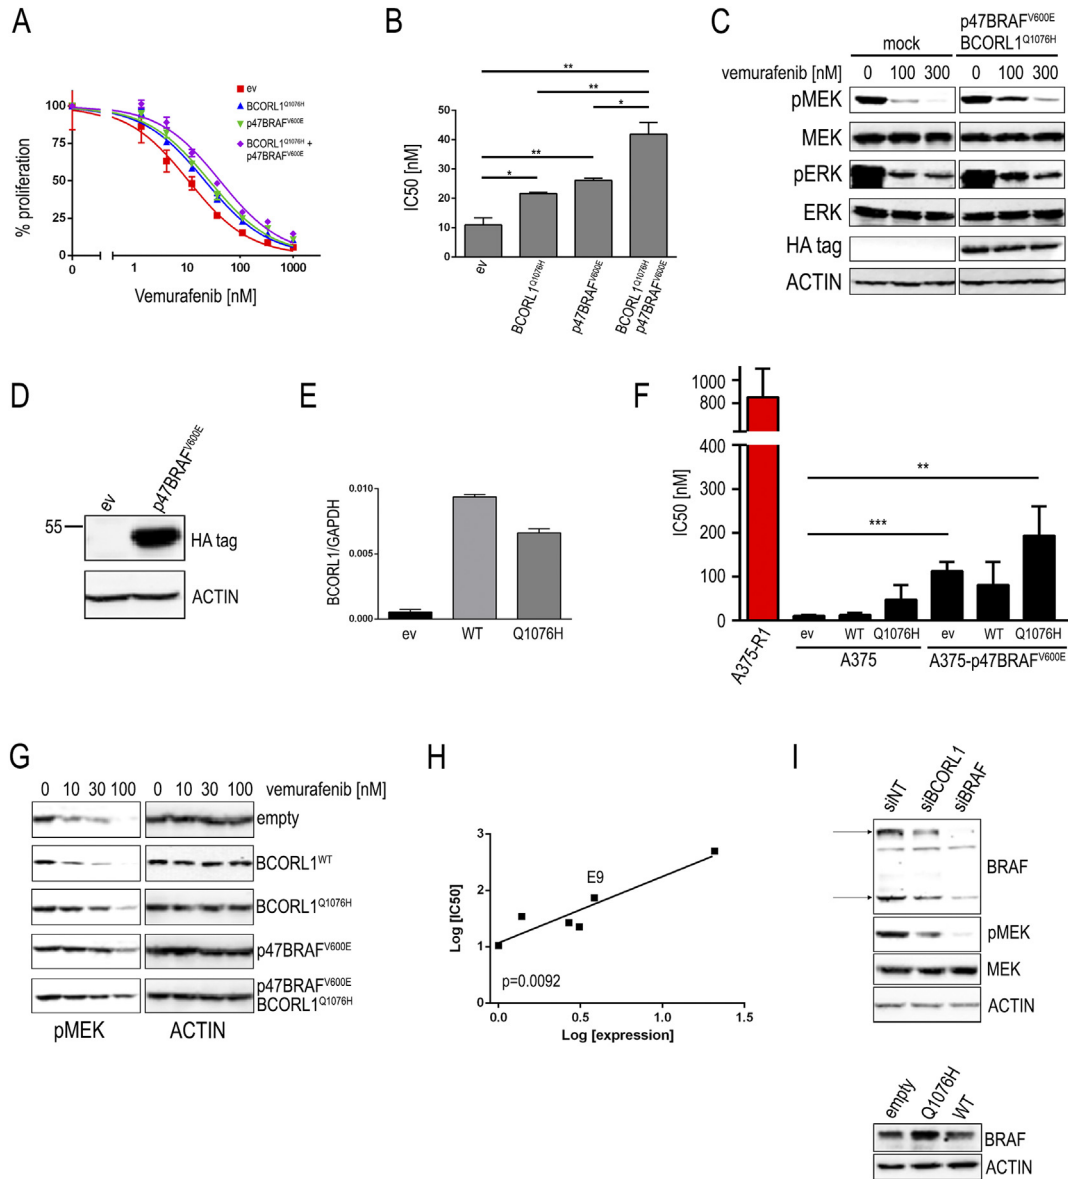 A
100
75
50
25
0
% proliferation
0
1
10
100
1000
Vemurafenib [nM]
ev
BCORL1Q1076H
p47BRAFV600E
BCORL1Q1076H +
p47BRAFV600E
B
**
**
*
**
*
50
40
30
20
10
0
IC50 [nM]
ev
BCORL1Q1076H
p47BRAFV600E
BCORL1Q1076H
p47BRAFV600E
C
p47BRAFV600E
mock BCORL1Q1076H
vemurafenib [nM] 0 100 300 0 100 300
pMEK
MEK
pERK
ERK
HA tag
ACTIN
D
ev
p47BRAFV600E
55
HA tag
ACTIN
E
0.010
0.005
0.000
BCORL1/GAPDH
ev WT Q1076H
F
1000
800
400
300
200
100
0
IC50 [nM]
**
***
A375-R1
ev WT Q1076H ev WT Q1076H
A375 A375-p47BRAFV600E
G
0 10 30 100 0 10 30 100 vemurafenib [nM]
empty
BCORL1WT
BCORL1Q1076H
p47BRAFV600E
p47BRAFV600E
BCORL1Q1076H
pMEK ACTIN
H
3
2
1
0
Log [IC50]
E9
p=0.0092
0.0 0.5 1.0 1.5
Log [expression]
I
siNT
siBCORL1
siBRAF
BRAF
pMEK
MEK
ACTIN
empty
Q1076H
WT
BRAF
ACTIN